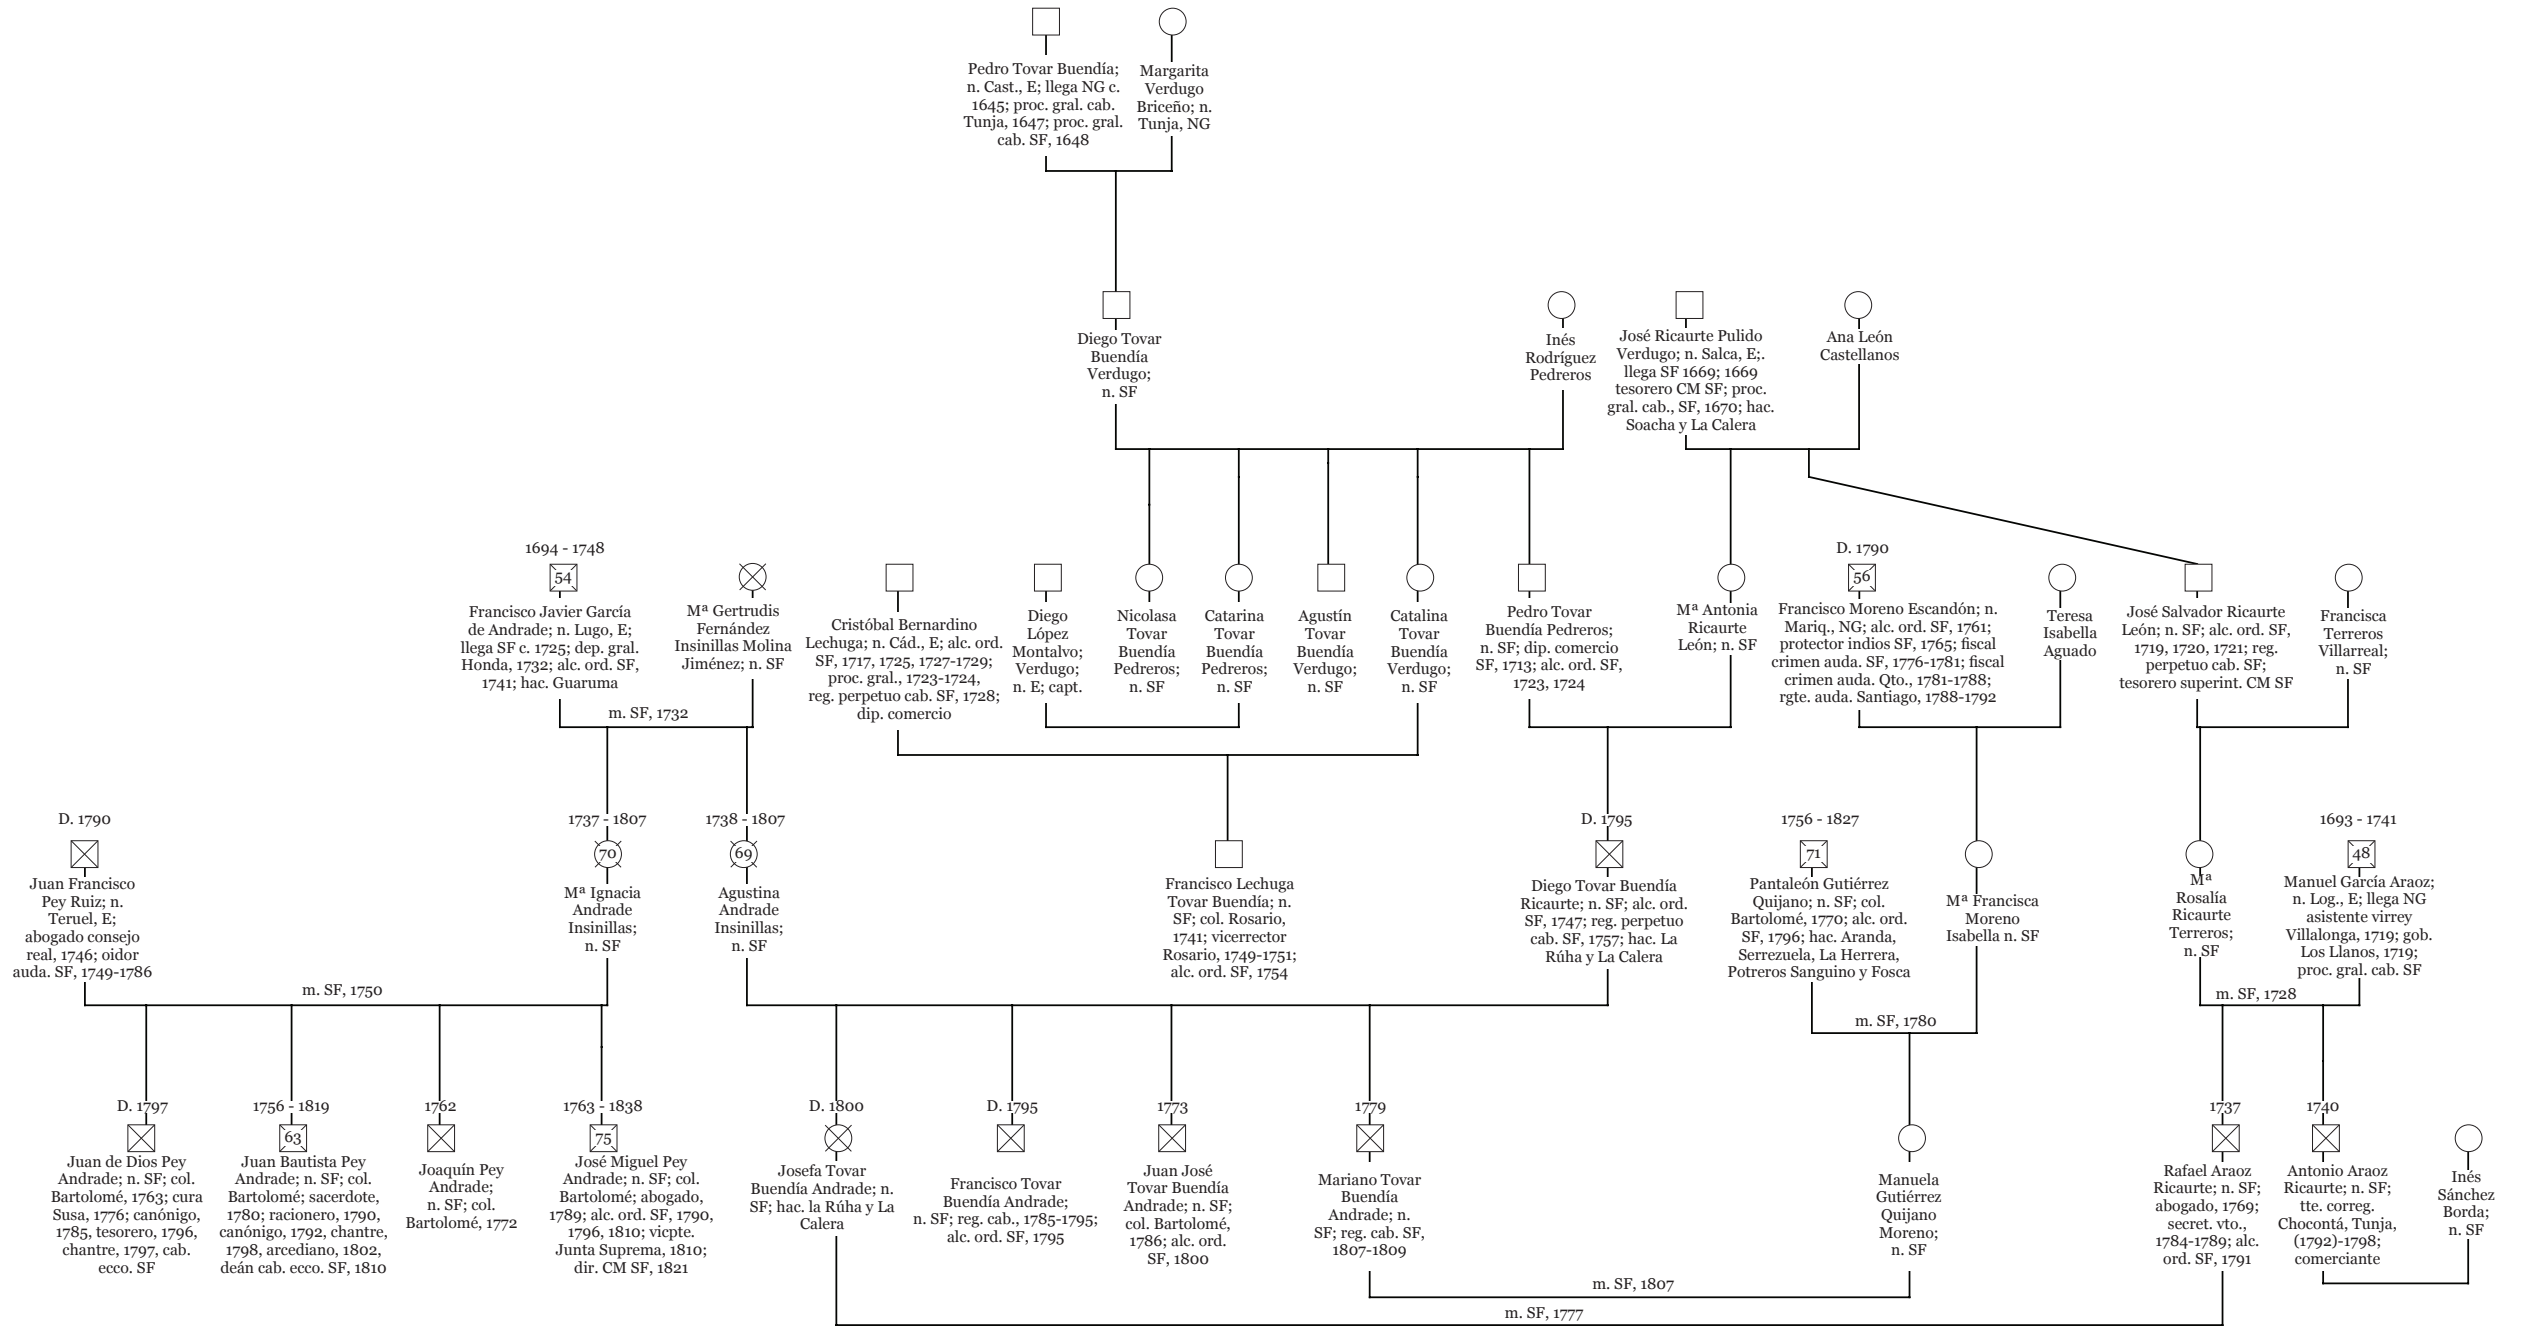 Pedro Tovar Buendía;
n. Cast., E; llega NG c.
1645; proc. gral. cab.
Tunja, 1647; proc. gral.
cab. SF, 1648
Margarita
Verdugo
Briceño; n.
Tunja, NG
Diego Tovar
Buendía
Verdugo;
n. SF
Inés
Rodríguez
Pedreros
José Ricaurte Pulido
Verdugo; n. Salca, E;.
llega SF 1669; 1669
tesorero CM SF; proc.
gral. cab., SF, 1670; hac.
Soacha y La Calera
Ana León
Castellanos
1694 - 1748
54
Francisco Javier García
de Andrade; n. Lugo, E;
llega SF c. 1725; dep. gral.
Honda, 1732; alc. ord. SF,
1741; hac. Guaruma
Mª Gertrudis
Fernández
Insinillas Molina
Jiménez; n. SF
m. SF, 1732
Cristóbal Bernardino
Lechuga; n. Cád., E; alc. ord.
SF, 1717, 1725, 1727-1729;
proc. gral., 1723-1724,
reg. perpetuo cab. SF, 1728;
dip. comercio
Diego
López
Montalvo;
Verdugo;
n. E; capt.
Nicolasa
Tovar
Buendía
Pedreros;
n. SF
Catarina
Tovar
Buendía
Pedreros;
n. SF
Agustín
Tovar
Buendía
Verdugo;
n. SF
Catalina
Tovar
Buendía
Verdugo;
n. SF
Pedro Tovar
Buendía Pedreros;
n. SF; dip. comercio
SF, 1713; alc. ord. SF,
1723, 1724
Mª Antonia
Ricaurte
León; n. SF
D. 1790
56
Francisco Moreno Escandón; n.
Mariq., NG; alc. ord. SF, 1761;
protector indios SF, 1765; fiscal
crimen auda. SF, 1776-1781; fiscal
crimen auda. Qto., 1781-1788;
rgte. auda. Santiago, 1788-1792
Teresa
Isabella
Aguado
José Salvador Ricaurte
León; n. SF; alc. ord. SF,
1719, 1720, 1721; reg.
perpetuo cab. SF;
tesorero superint. CM SF
Francisca
Terreros
Villarreal;
n. SF
D. 1790
Juan Francisco
Pey Ruiz; n.
Teruel, E;
abogado consejo
real, 1746; oidor
auda. SF, 1749-1786
1737 - 1807
70
Mª Ignacia
Andrade
Insinillas;
n. SF
m. SF, 1750
1738 - 1807
69
Agustina
Andrade
Insinillas;
n. SF
Francisco Lechuga
Tovar Buendía; n.
SF; col. Rosario,
1741; vicerrector
Rosario, 1749-1751;
alc. ord. SF, 1754
D. 1795
Diego Tovar Buendía
Ricaurte; n. SF; alc. ord.
SF, 1747; reg. perpetuo
cab. SF, 1757; hac. La
Rúha y La Calera
1756 - 1827
71
Pantaleón Gutiérrez
Quijano; n. SF; col.
Bartolomé, 1770; alc. ord.
SF, 1796; hac. Aranda,
Serrezuela, La Herrera,
Potreros Sanguino y Fosca
Mª Francisca
Moreno
Isabella n. SF
m. SF, 1780
Mª
Rosalía
Ricaurte
Terreros;
n. SF
1693 - 1741
48
Manuel García Araoz;
n. Log., E; llega NG
asistente virrey
Villalonga, 1719; gob.
Los Llanos, 1719;
proc. gral. cab. SF
m. SF, 1728
D. 1797
Juan de Dios Pey
Andrade; n. SF; col.
Bartolomé, 1763; cura
Susa, 1776; canónigo,
1785, tesorero, 1796,
chantre, 1797, cab.
ecco. SF
1756 - 1819
63
Juan Bautista Pey
Andrade; n. SF; col.
Bartolomé; sacerdote,
1780; racionero, 1790,
canónigo, 1792, chantre,
1798, arcediano, 1802,
deán cab. ecco. SF, 1810
1762
Joaquín Pey
Andrade;
n. SF; col.
Bartolomé, 1772
1763 - 1838
75
José Miguel Pey
Andrade; n. SF; col.
Bartolomé; abogado,
1789; alc. ord. SF, 1790,
1796, 1810; vicpte.
Junta Suprema, 1810;
dir. CM SF, 1821
D. 1800
Josefa Tovar
Buendía Andrade; n.
SF; hac. la Rúha y La
Calera
D. 1795
Francisco Tovar
Buendía Andrade;
n. SF; reg. cab., 1785-1795;
alc. ord. SF, 1795
1773
Juan José
Tovar Buendía
Andrade; n. SF;
col. Bartolomé,
1786; alc. ord.
SF, 1800
1779
Mariano Tovar
Buendía
Andrade; n.
SF; reg. cab. SF,
1807-1809
Manuela
Gutiérrez
Quijano
Moreno;
n. SF
1737
Rafael Araoz
Ricaurte; n. SF;
abogado, 1769;
secret. vto.,
1784-1789; alc.
ord. SF, 1791
1740
Antonio Araoz
Ricaurte; n. SF;
tte. correg.
Chocontá, Tunja,
(1792)-1798;
comerciante
Inés
Sánchez
Borda;
n. SF
m. SF, 1807
m. SF, 1777